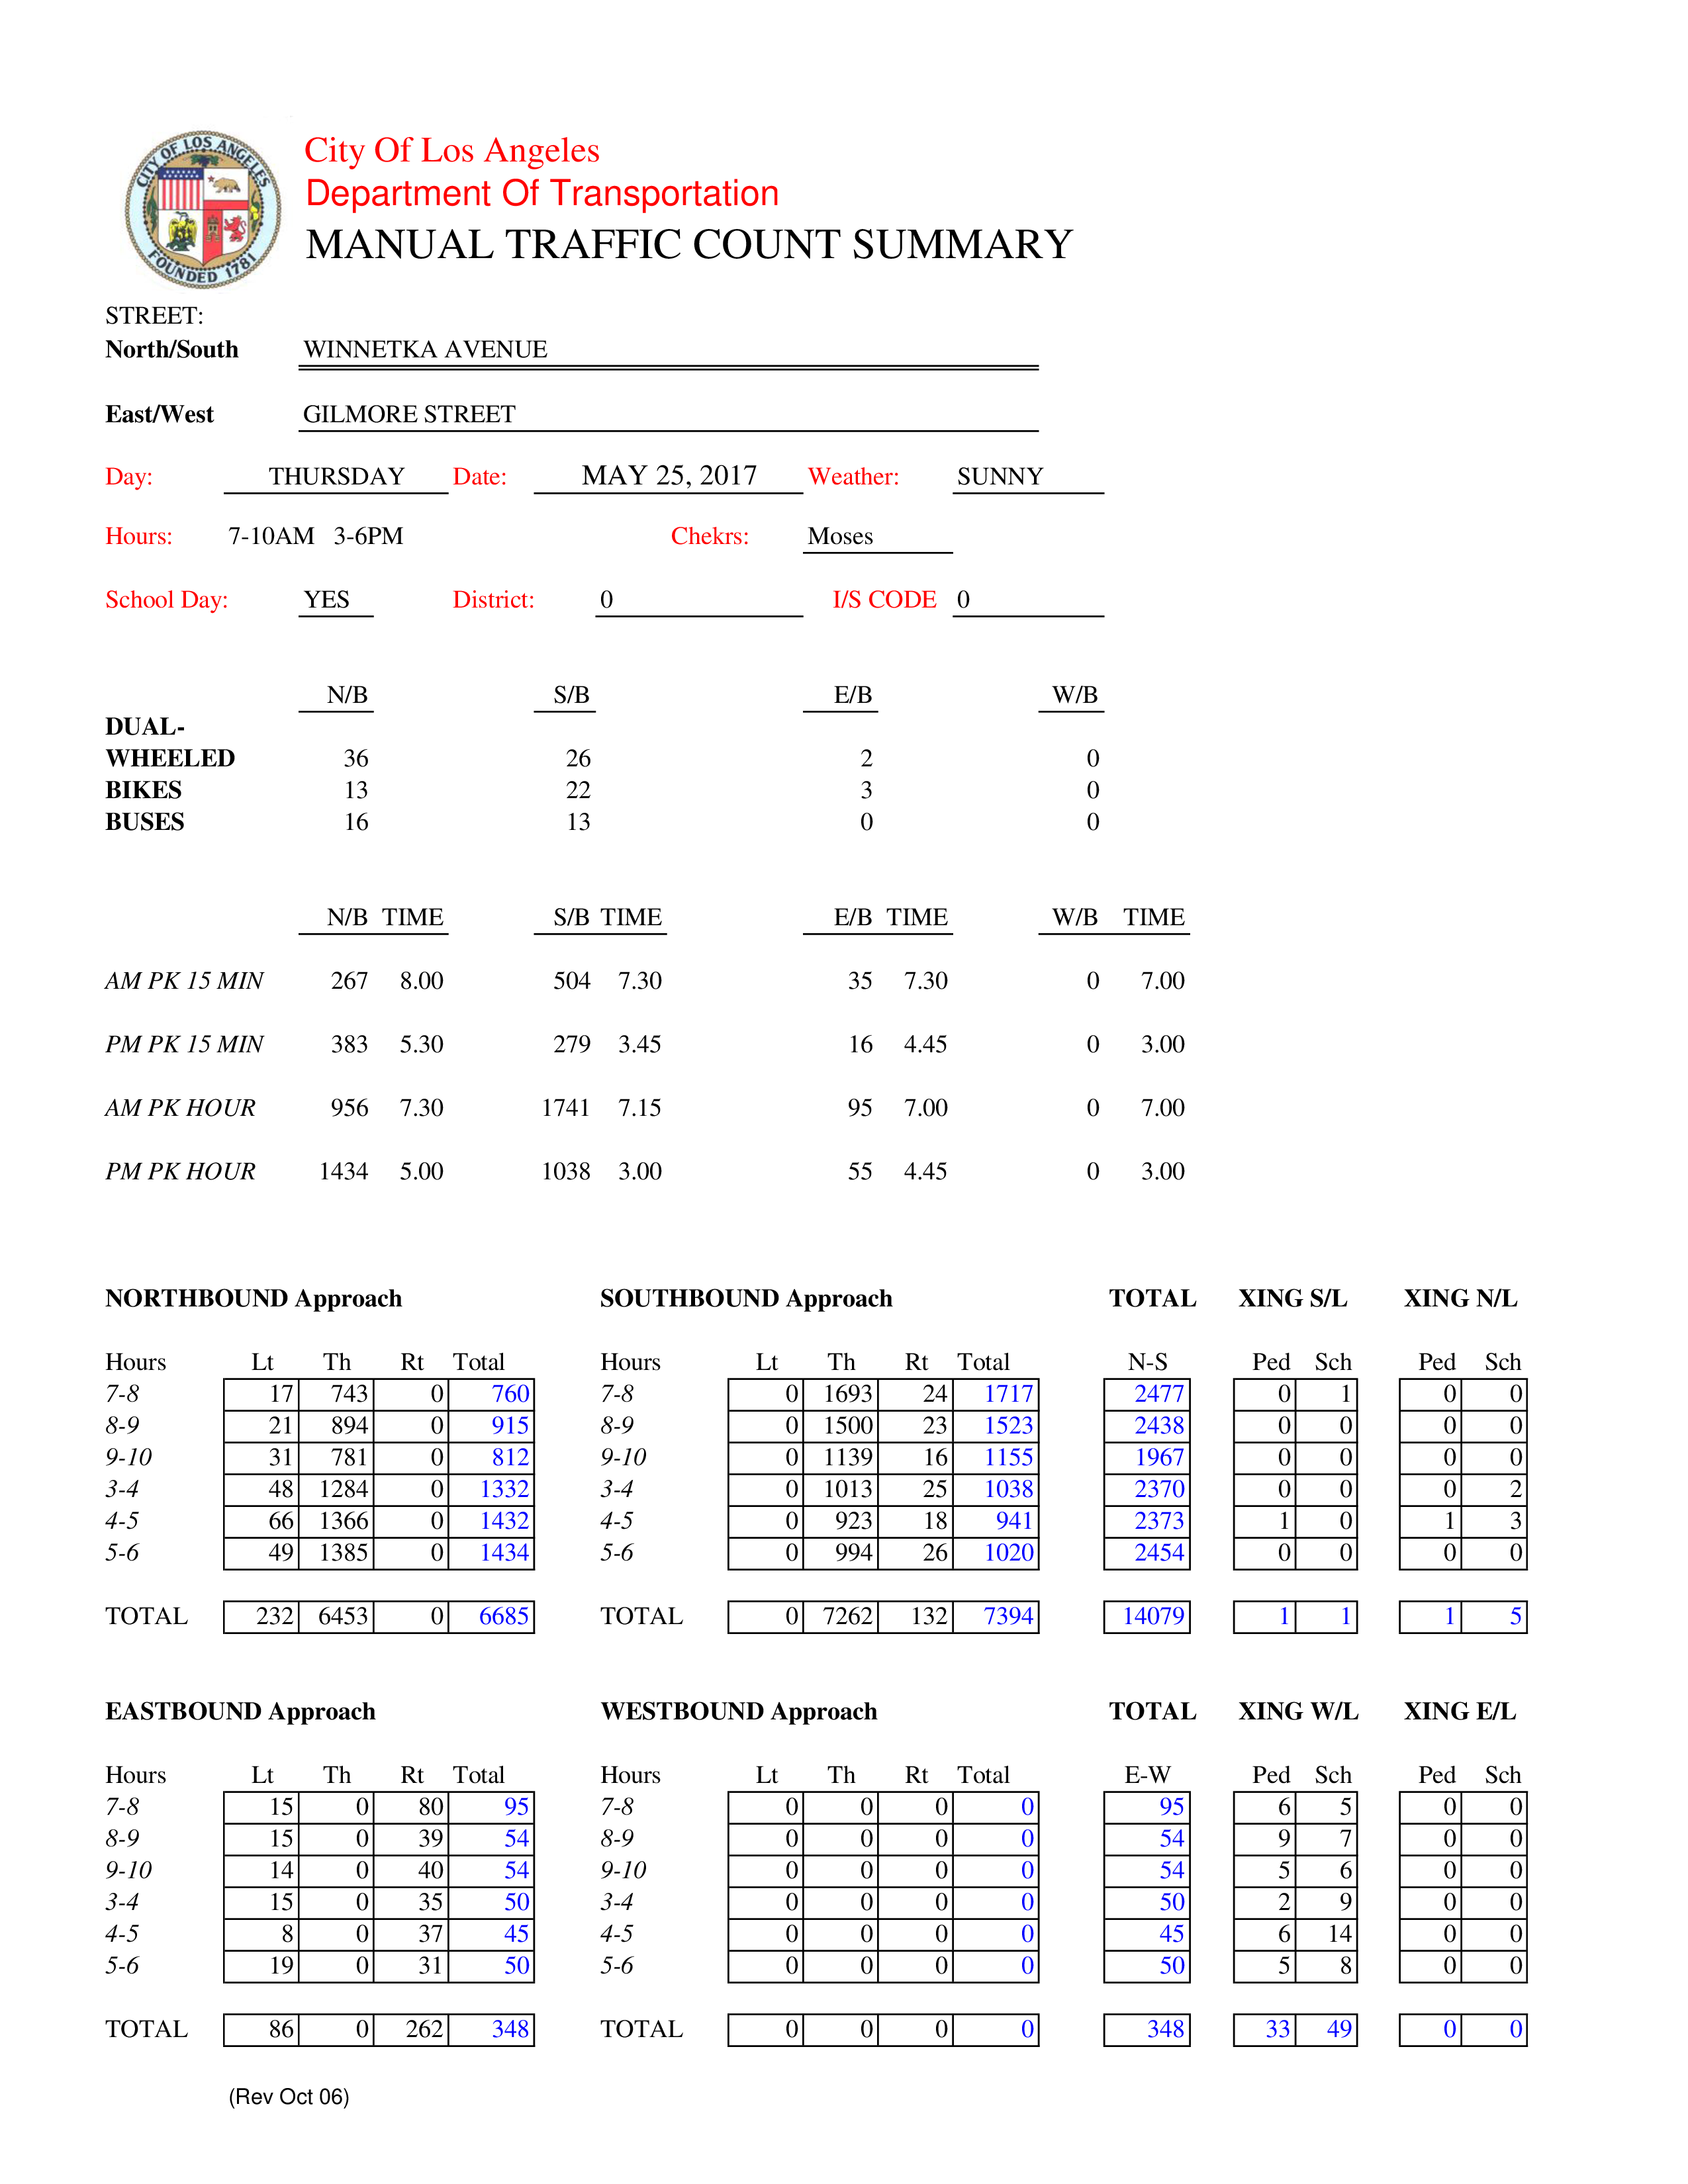 CITY OF LOS ANGELES
FOUNDED 1781
City Of Los Angeles
Department Of Transportation
MANUAL TRAFFIC COUNT SUMMARY
STREET:
North/South WINNETKA AVENUE
East/West GILMORE STREET
Day: THURSDAY Date: MAY 25, 2017 Weather: SUNNY
Hours: 7-10AM 3-6PM Chekrs: Moses
School Day: YES District: 0 I/S CODE 0
N/B S/B E/B W/B
DUAL-
WHEELED 36 26 2 0
BIKES 13 22 3 0
BUSES 16 13 0 0
N/B TIME S/B TIME E/B TIME W/B TIME
AM PK 15 MIN 267 8.00 504 7.30 35 7.30 0 7.00
PM PK 15 MIN 383 5.30 279 3.45 16 4.45 0 3.00
AM PK HOUR 956 7.30 1741 7.15 95 7.00 0 7.00
PM PK HOUR 1434 5.00 1038 3.00 55 4.45 0 3.00
NORTHBOUND Approach SOUTHBOUND Approach TOTAL XING S/L XING N/L
Hours Lt Th Rt Total Hours Lt Th Rt Total N-S Ped Sch Ped Sch
7-8 17 743 0 760 7-8 0 1693 24 1717 2477 0 1 0 0
8-9 21 894 0 915 8-9 0 1500 23 1523 2438 0 0 0 0
9-10 31 781 0 812 9-10 0 1139 16 1155 1967 0 0 0 0
3-4 48 1284 0 1332 3-4 0 1013 25 1038 2370 0 0 0 2
4-5 66 1366 0 1432 4-5 0 923 18 941 2373 1 0 1 3
5-6 49 1385 0 1434 5-6 0 994 26 1020 2454 0 0 0 0
TOTAL 232 6453 0 6685 TOTAL 0 7262 132 7394 14079 1 1 1 5
EASTBOUND Approach WESTBOUND Approach TOTAL XING W/L XING E/L
Hours Lt Th Rt Total Hours Lt Th Rt Total E-W Ped Sch Ped Sch
7-8 15 0 80 95 7-8 0 0 0 0 95 6 5 0 0
8-9 15 0 39 54 8-9 0 0 0 0 54 9 7 0 0
9-10 14 0 40 54 9-10 0 0 0 0 54 5 6 0 0
3-4 15 0 35 50 3-4 0 0 0 0 50 2 9 0 0
4-5 8 0 37 45 4-5 0 0 0 0 45 6 14 0 0
5-6 19 0 31 50 5-6 0 0 0 0 50 5 8 0 0
TOTAL 86 0 262 348 TOTAL 0 0 0 0 348 33 49 0 0
(Rev Oct 06)